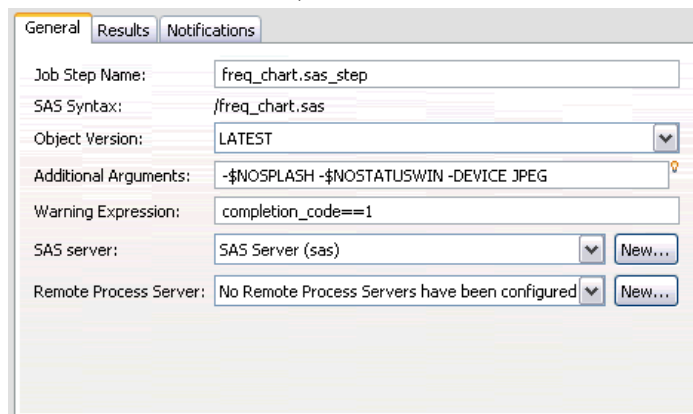 General Results Notifications
Job Step Name: freq_chart.sas_step
SAS Syntax: /freq_chart.sas
Object Version: LATEST
Additional Arguments: -$NOSPLASH -$NOSTATUSWIN -DEVICE JPEG
Warning Expression: completion_code==1
SAS server: SAS Server (sas) New...
Remote Process Server: No Remote Process Servers have been configured New...